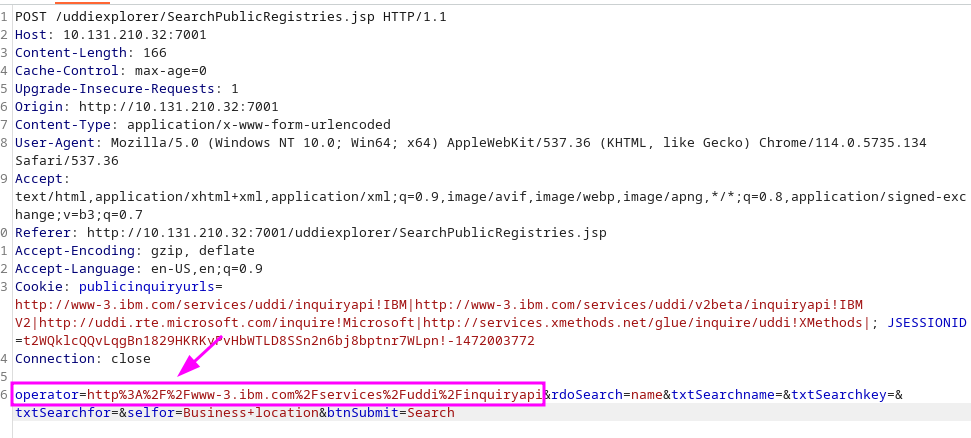 1 POST /uddiexplorer/SearchPublicRegistries.jsp HTTP/1.1
2 Host: 10.131.210.32:7001
3 Content-Length: 166
4 Cache-Control: max-age=0
5 Upgrade-Insecure-Requests: 1
6 Origin: http://10.131.210.32:7001
7 Content-Type: application/x-www-form-urlencoded
8 User-Agent: Mozilla/5.0 (Windows NT 10.0; Win64; x64) AppleWebKit/537.36 (KHTML, like Gecko) Chrome/114.0.5735.134
Safari/537.36
9 Accept:
text/html,application/xhtml+xml,application/xml;q=0.9,image/avif,image/webp,image/apng,*/*;q=0.8,application/signed-exc
hange;v=b3;q=0.7
0 Referer: http://10.131.210.32:7001/uddiexplorer/SearchPublicRegistries.jsp
1 Accept-Encoding: gzip, deflate
2 Accept-Language: en-US,en;q=0.9
3 Cookie: publicinquiryurls=
http://www-3.ibm.com/services/uddi/inquiryapi!IBM|http://www-3.ibm.com/services/uddi/v2beta/inquiryapi!IBM
V2|http://uddi.rte.microsoft.com/inquire!Microsoft|http://services.xmethods.net/glue/inquire/uddi!XMethods|; JSESSIONID
=t2WQklcQQvLqgBn1829HKRKvPvHbWTLD8SSn2n6bj8bptnr7WLpn!-1472003772
4 Connection: close
5
6 operator=http%3A%2F%2Fwww-3.ibm.com%2Fservices%2Fuddi%2Finquiryapi&rdoSearch=name&txtSearchname=&txtSearchkey=&
txtSearchfor=&selfor=Business+location&btnSubmit=Search